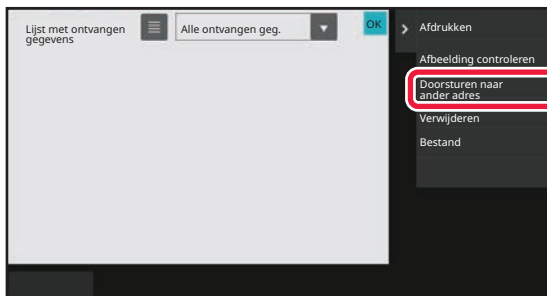 Lijst met ontvangen
gegevens
Alle ontvangen geg.
OK
Afdrukken
Afbeelding controleren
Doorsturen naar
ander adres
Verwijderen
Bestand